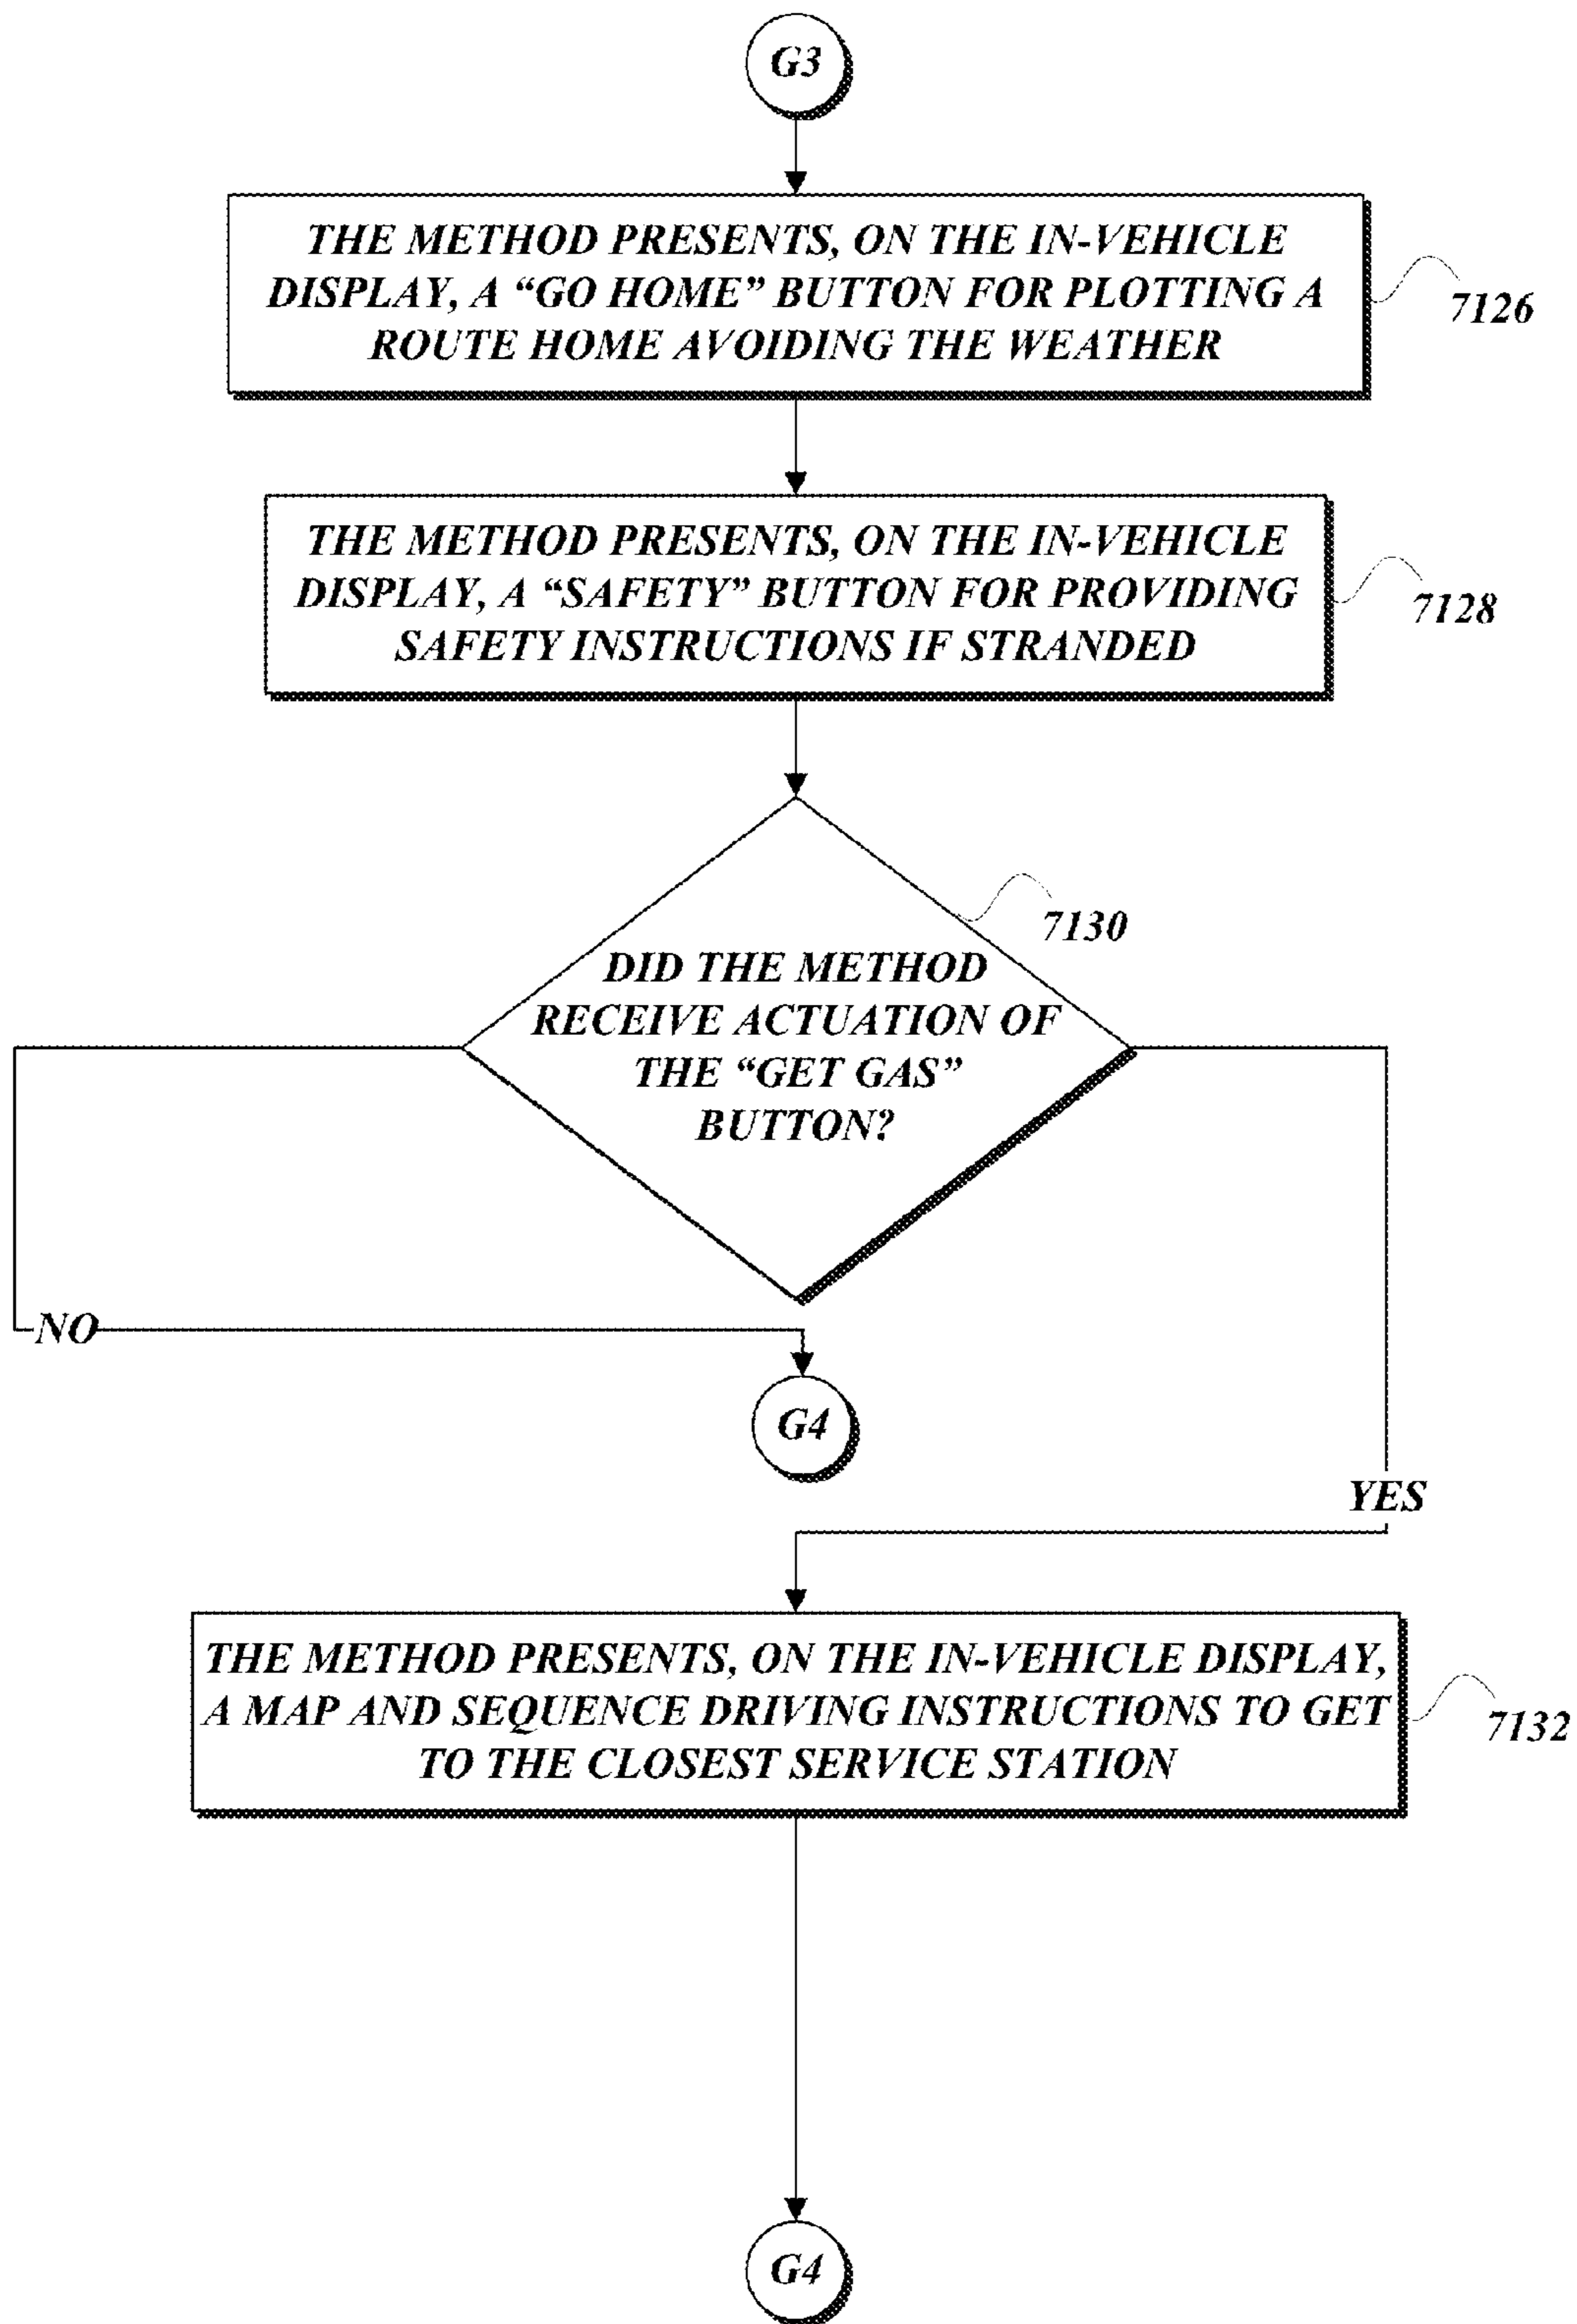 G3
THE METHOD PRESENTS, ON THE IN-VEHICLE
DISPLAY, A “GO HOME” BUTTON FOR PLOTTING A
ROUTE HOME AVOIDING THE WEATHER
7126
THE METHOD PRESENTS, ON THE IN-VEHICLE
DISPLAY, A “SAFETY” BUTTON FOR PROVIDING
SAFETY INSTRUCTIONS IF STRANDED
7128
7130
DID THE METHOD
RECEIVE ACTUATION OF
THE “GET GAS”
BUTTON?
NO
G4
YES
THE METHOD PRESENTS, ON THE IN-VEHICLE DISPLAY,
A MAP AND SEQUENCE DRIVING INSTRUCTIONS TO GET
TO THE CLOSEST SERVICE STATION
7132
G4